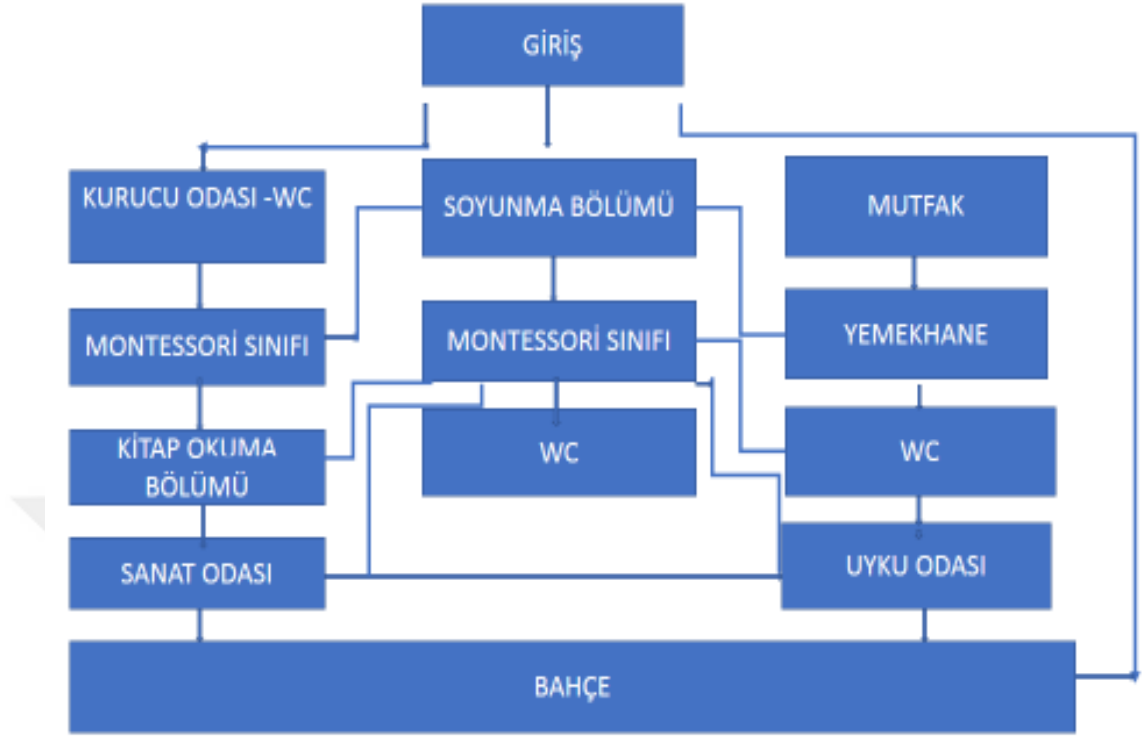 GİRİŞ
KURUCU ODASI -WC
SOYUNMA BÖLÜMÜ
MUTFAK
MONTESSORİ SINIFI
MONTESSORİ SINIFI
YEMEKHANE
KİTAP OKUMA
BÖLÜMÜ
WC
WC
SANAT ODASI
UYKU ODASI
BAHÇE